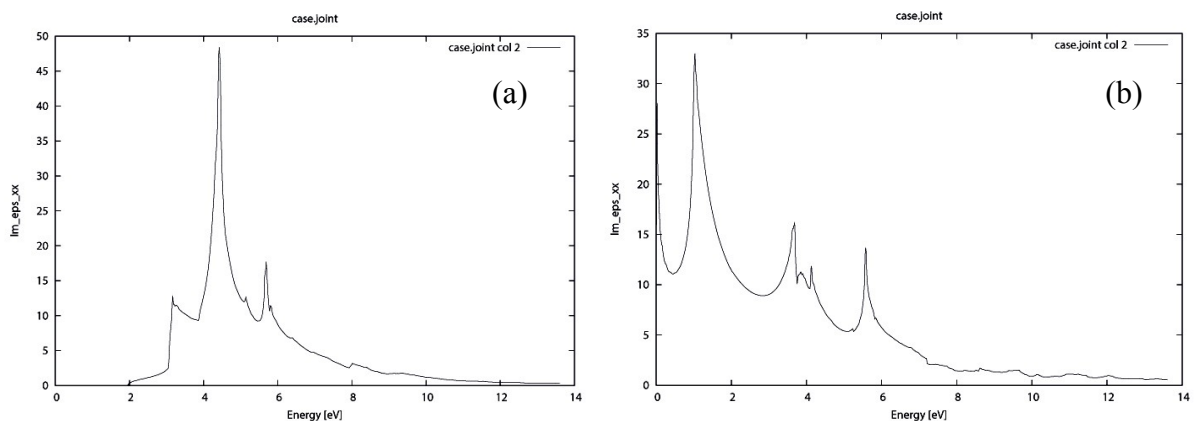 case.joint
case.joint col 2
(a)
50
45
40
35
30
25
20
15
10
5
0
Im_eps_xx
0 2 4 6 8 10 12 14
Energy [eV]
case.joint
case.joint col 2
(b)
35
30
25
20
15
10
5
0
Im_eps_xx
0 2 4 6 8 10 12 14
Energy [eV]